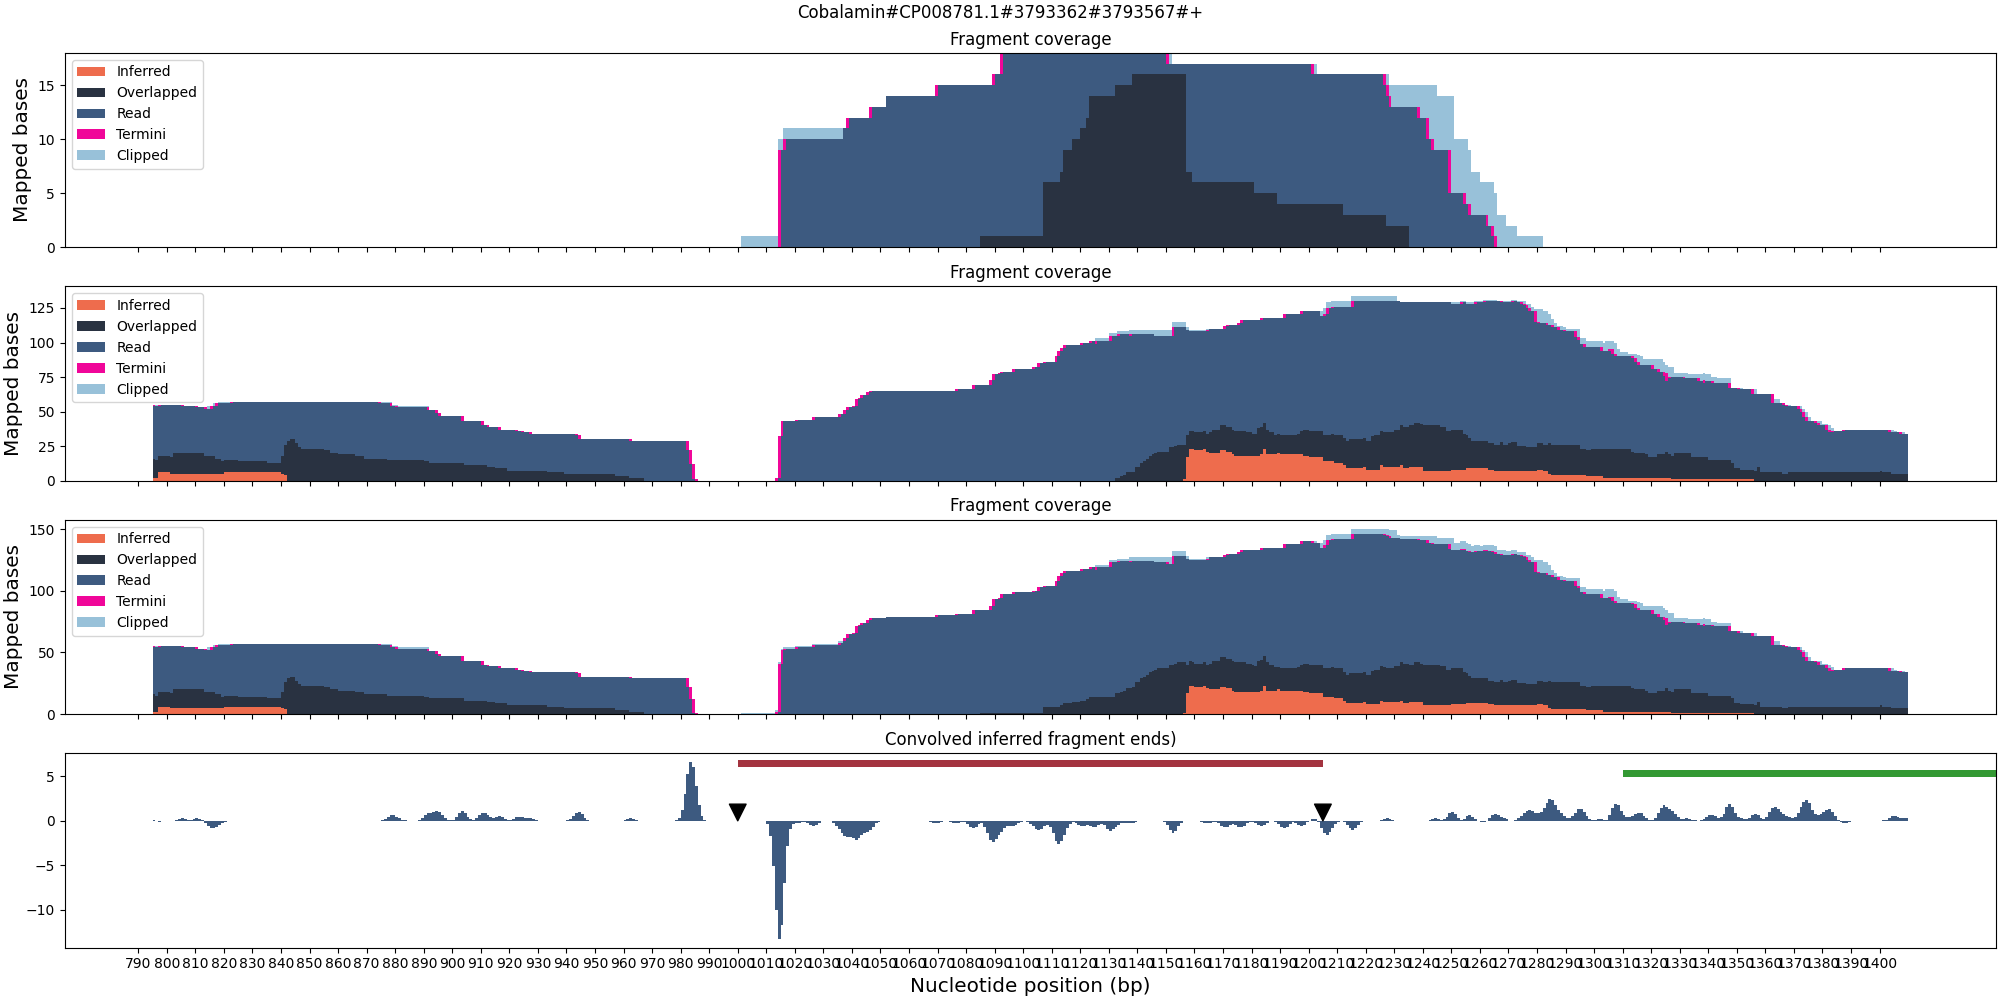 Cobalamin#CP008781.1#3793362#3793567#+
Fragment coverage
Mapped bases
15
10
5
0
Inferred
Overlapped
Read
Termini
Clipped
Fragment coverage
Mapped bases
125
100
75
50
25
0
Inferred
Overlapped
Read
Termini
Clipped
Fragment coverage
Mapped bases
150
100
50
0
Inferred
Overlapped
Read
Termini
Clipped
Convolved inferred fragment ends)
5
0
−5
−10
790 800 810 820 830 840 850 860 870 880 890 900 910 920 930 940 950 960 970 980 990 1000 1010 1020 1030 1040 1050 1060 1070 1080 1090 1100 1110 1120 1130 1140 1150 1160 1170 1180 1190 1200 1210 1220 1230 1240 1250 1260 1270 1280 1290 1300 1310 1320 1330 1340 1350 1360 1370 1380 1390 1400
Nucleotide position (bp)